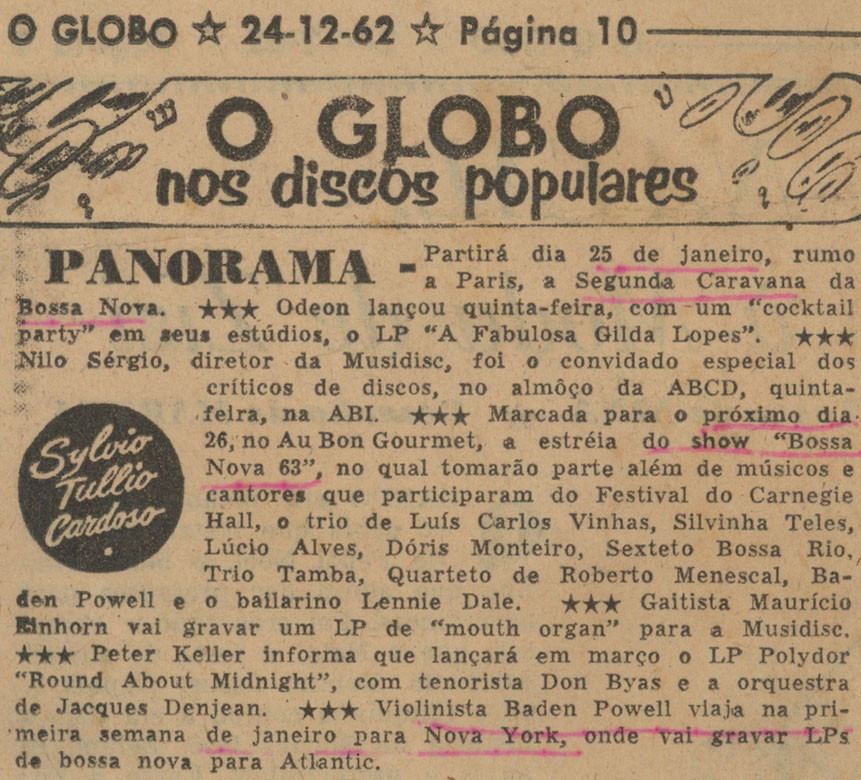 O GLOBO ☆ 24-12-62 ☆ Página 10
O GLOBO
nos discos populares
PANORAMA - Partirá dia 25 de janeiro, rumo
a Paris, a Segunda Caravana da
Bossa Nova. ★★★ Odeon lançou quinta-feira, com um “cocktail
party” em seus estúdios, o LP “A Fabulosa Gilda Lopes”. ★★★
Nilo Sérgio, diretor da Musidisc, foi o convidado especial dos
críticos de discos, no almôço da ABCD, quinta-
feira, na ABI. ★★★ Marcada para o próximo dia
26, no Au Bon Gourmet, a estréia do show “Bossa
Nova 63”, no qual tomarão parte além de músicos e
cantores que participaram do Festival do Carnegie
Hall, o trio de Luís Carlos Vinhas, Silvinha Teles,
Lúcio Alves, Dóris Monteiro, Sexteto Bossa Rio,
Trio Tamba, Quarteto de Roberto Menescal, Ba-
den Powell e o bailarino Lennie Dale. ★★★ Gaitista Maurício
Einhorn vai gravar um LP de “mouth organ” para a Musidisc.
★★★ Peter Keller informa que lançará em março o LP Polydor
“Round About Midnight”, com tenorista Don Byas e a orquestra
de Jacques Denjean. ★★★ Violinista Baden Powell viaja na pri-
meira semana de janeiro para Nova York, onde vai gravar LPs
de bossa nova para Atlantic.
Sylvio
Tullio
Cardoso